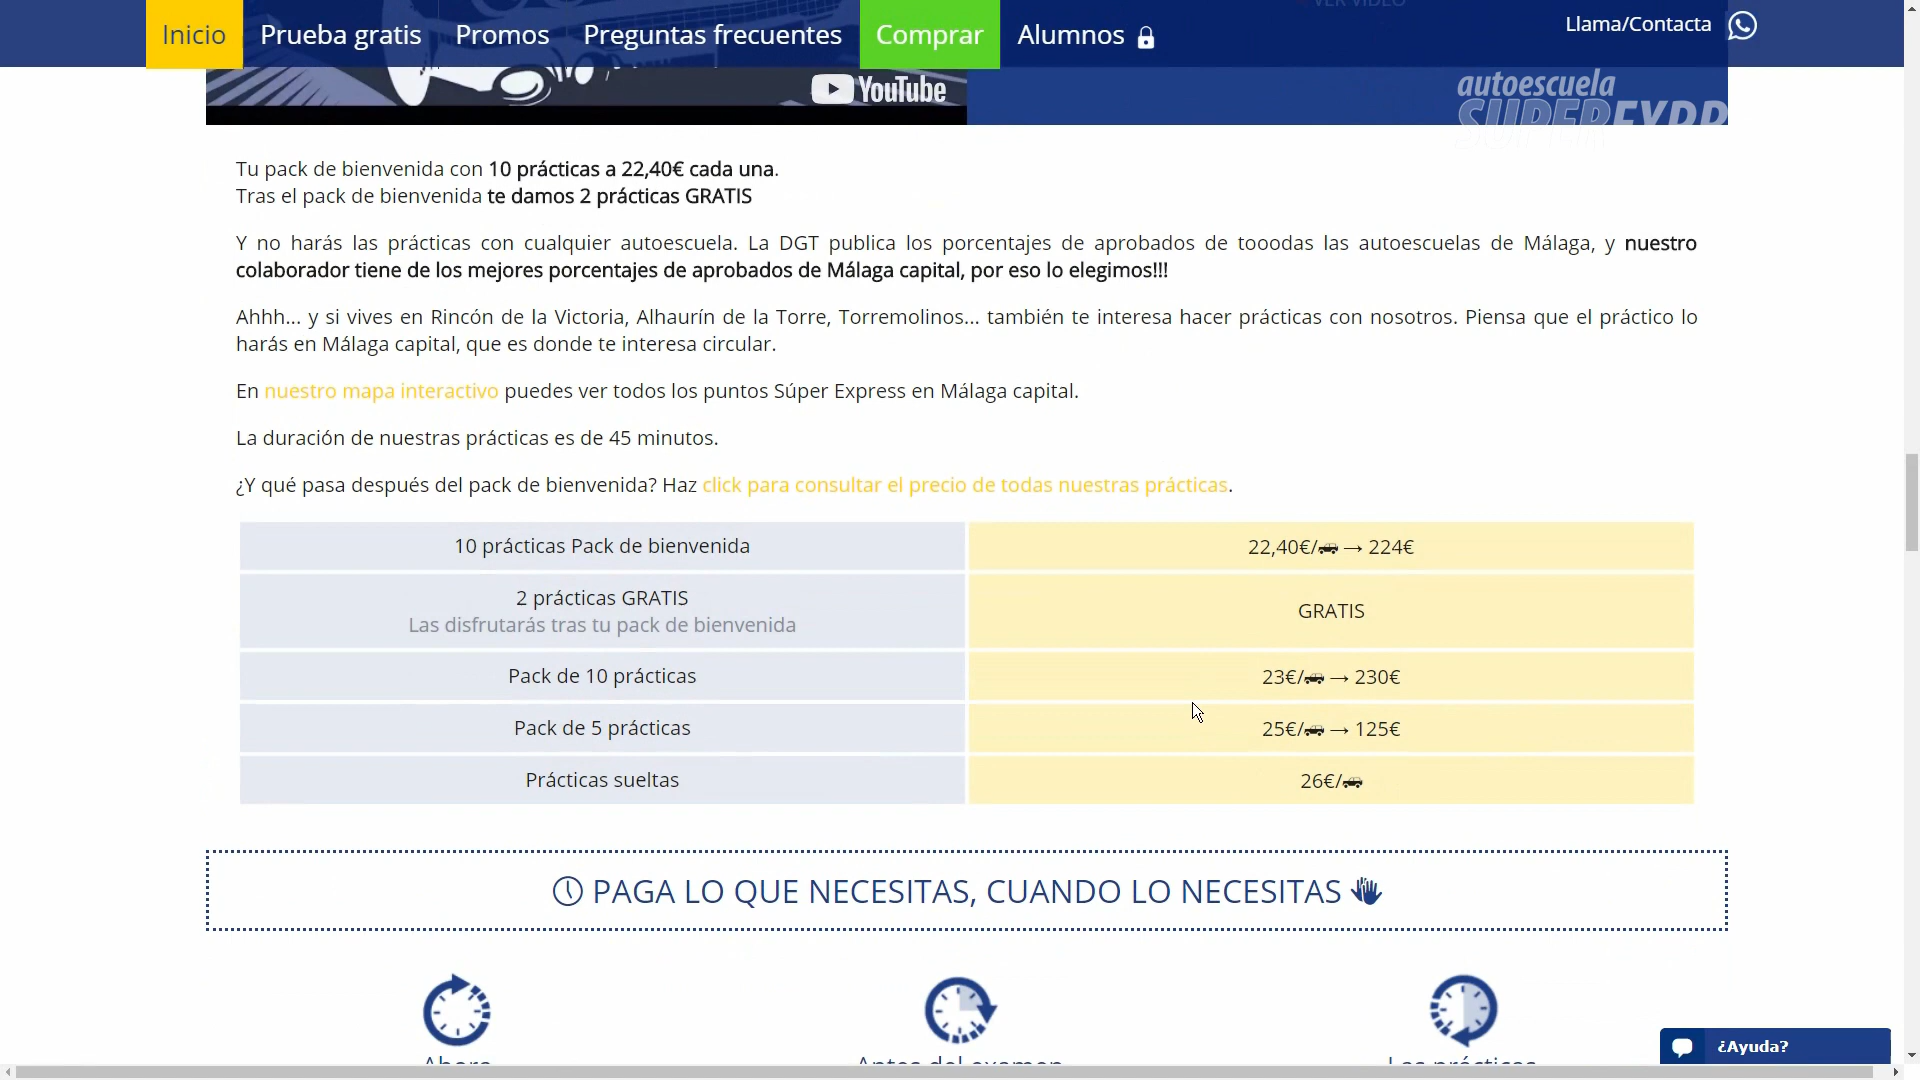 Inicio Prueba gratis Promos Preguntas frecuentes Comprar Alumnos Llama/Contacta
YouTube
autoescuela
Tu pack de bienvenida con 10 prácticas a 22,40€ cada una.
Tras el pack de bienvenida te damos 2 prácticas GRATIS
Y no harás las prácticas con cualquier autoescuela. La DGT publica los porcentajes de aprobados de tooodas las autoescuelas de Málaga, y nuestro
colaborador tiene de los mejores porcentajes de aprobados de Málaga capital, por eso lo elegimos!!!
Ahhh... y si vives en Rincón de la Victoria, Alhaurín de la Torre, Torremolinos... también te interesa hacer prácticas con nosotros. Piensa que el práctico lo
harás en Málaga capital, que es donde te interesa circular.
En nuestro mapa interactivo puedes ver todos los puntos Súper Express en Málaga capital.
La duración de nuestras prácticas es de 45 minutos.
¿Y qué pasa después del pack de bienvenida? Haz click para consultar el precio de todas nuestras prácticas.
10 prácticas Pack de bienvenida 22,40€/🚗 → 224€
2 prácticas GRATIS
Las disfrutarás tras tu pack de bienvenida
GRATIS
Pack de 10 prácticas 23€/🚗 → 230€
Pack de 5 prácticas 25€/🚗 → 125€
Prácticas sueltas 26€/🚗
PAGA LO QUE NECESITAS, CUANDO LO NECESITAS
Ahora Antes del examen Las prácticas
¿Ayuda?